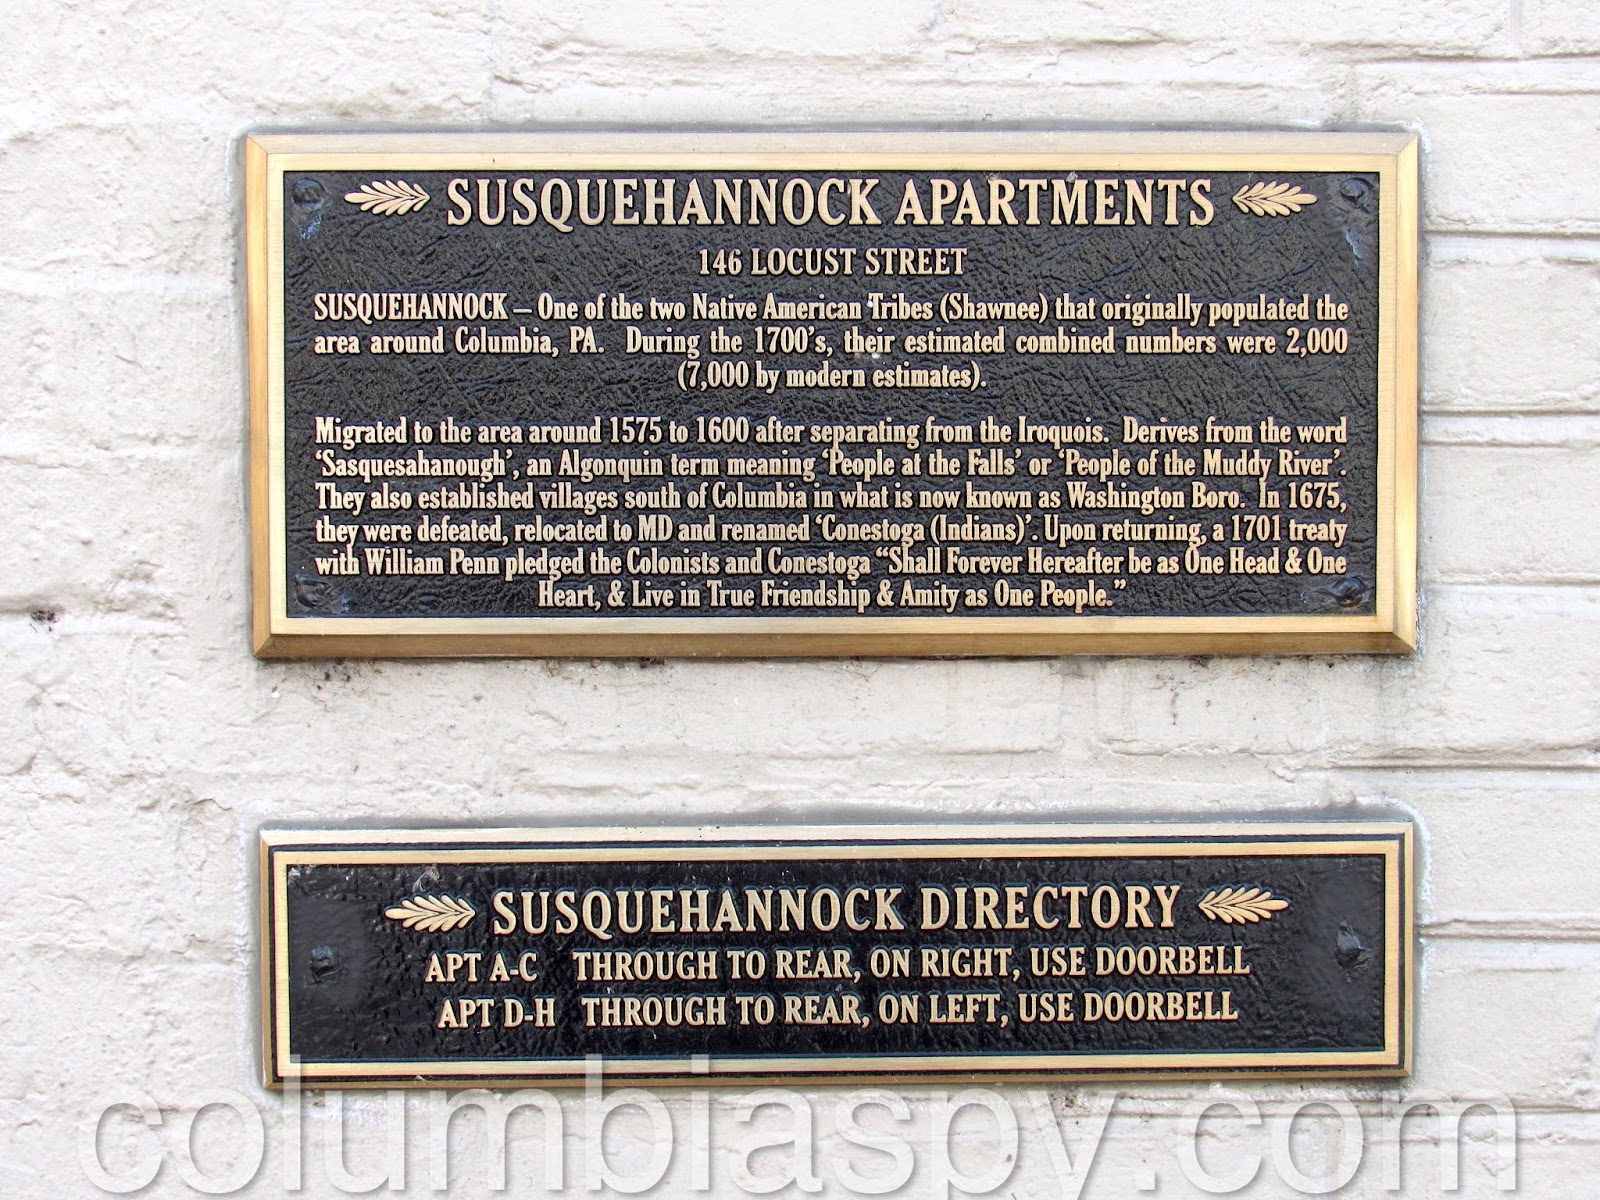 SUSQUEHANNOCK APARTMENTS
146 LOCUST STREET
SUSQUEHANNOCK – One of the two Native American Tribes (Shawnee) that originally populated the
area around Columbia, PA. During the 1700's, their estimated combined numbers were 2,000
(7,000 by modern estimates).
Migrated to the area around 1575 to 1600 after separating from the Iroquois. Derives from the word
'Sasquesahanough', an Algonquin term meaning 'People at the Falls' or 'People of the Muddy River'.
They also established villages south of Columbia in what is now known as Washington Boro. In 1675,
they were defeated, relocated to MD and renamed 'Conestoga (Indians)'. Upon returning, a 1701 treaty
with William Penn pledged the Colonists and Conestoga "Shall Forever Hereafter be as One Head & One
Heart, & Live in True Friendship & Amity as One People."
SUSQUEHANNOCK DIRECTORY
APT A-C THROUGH TO REAR, ON RIGHT, USE DOORBELL
APT D-H THROUGH TO REAR, ON LEFT, USE DOORBELL
columbiaspy.com